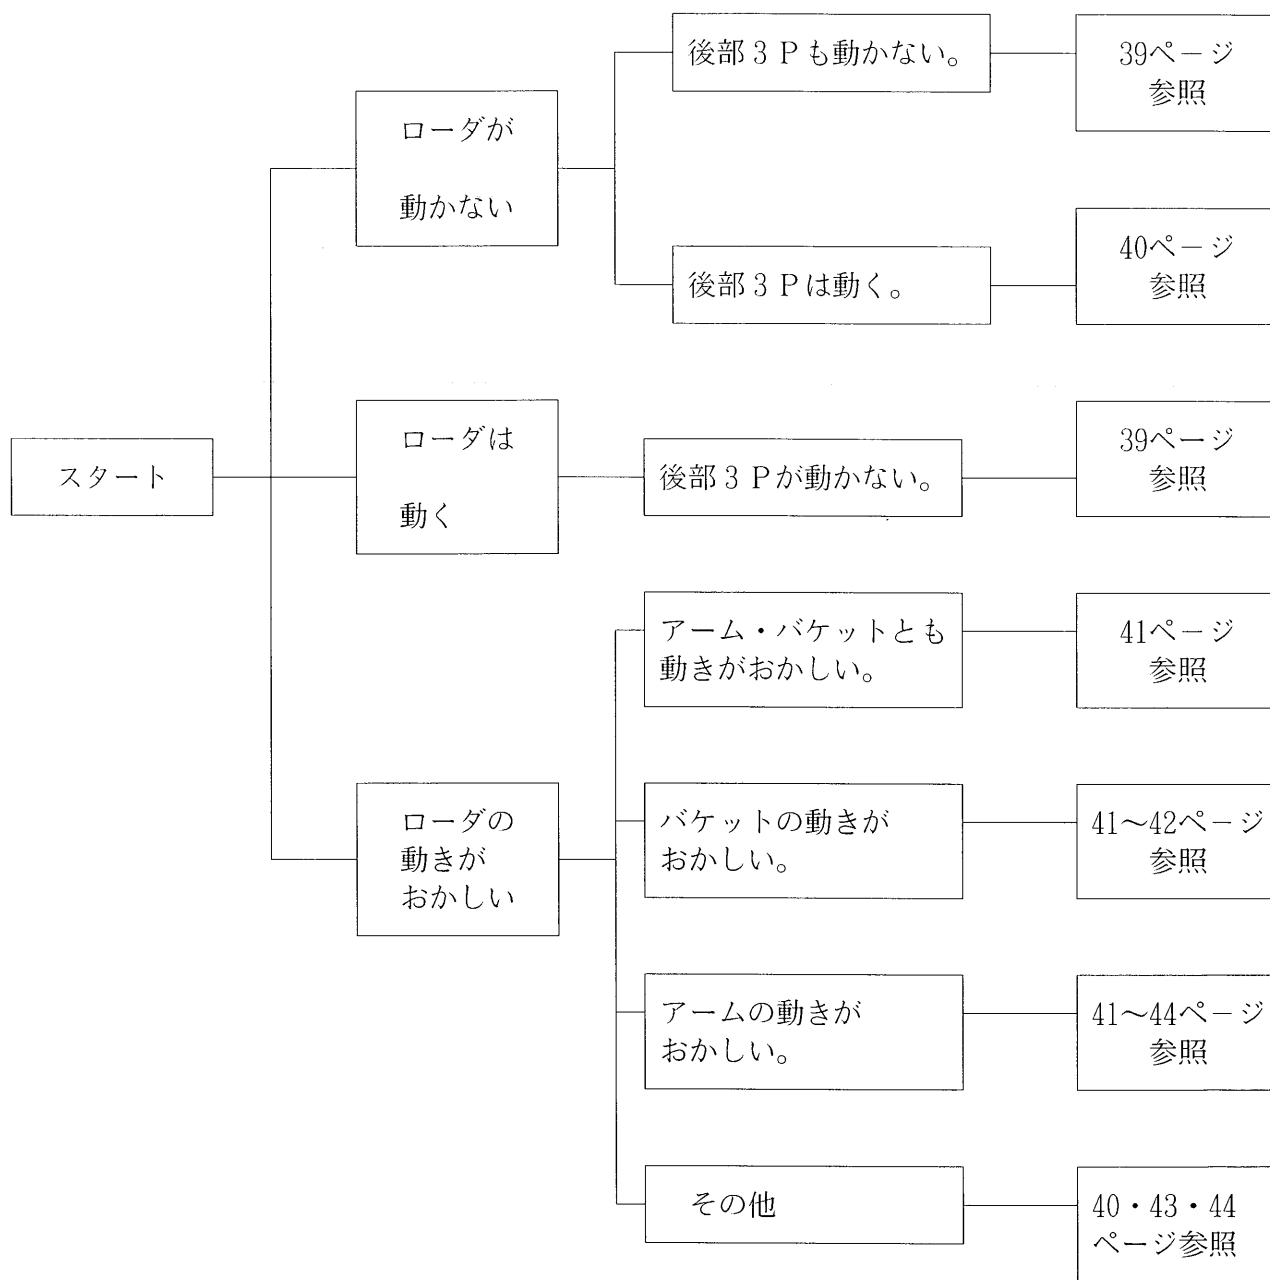 スタート
ローダが
動かない
後部3Pも動かない。
39ページ
参照
後部3Pは動く。
40ページ
参照
ローダは
動く
後部3Pが動かない。
39ページ
参照
ローダの
動きが
おかしい
アーム・バケットとも
動きがおかしい。
41ページ
参照
バケットの動きが
おかしい。
41～42ページ
参照
アームの動きが
おかしい。
41～44ページ
参照
その他
40・43・44
ページ参照